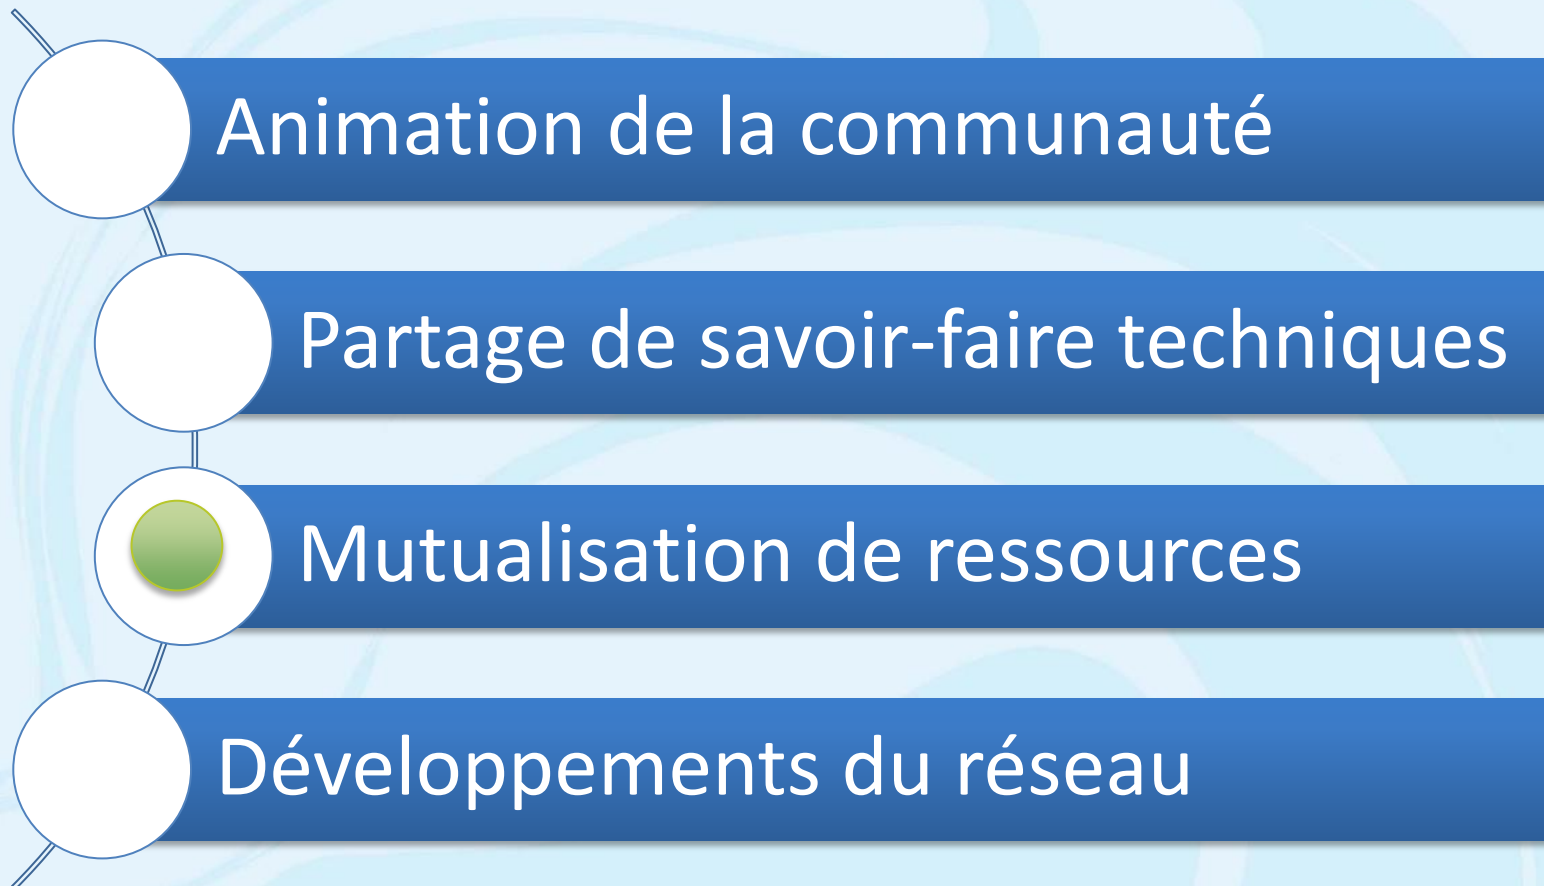 Animation de la communauté
Partage de savoir-faire techniques
Mutualisation de ressources
Développements du réseau